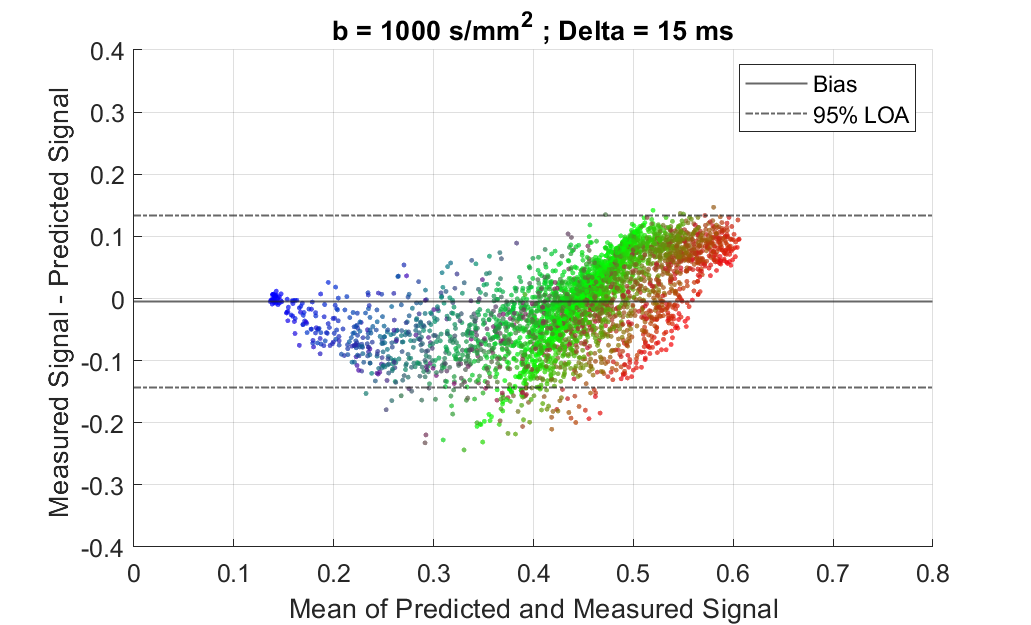 b = 1000 s/mm² ; Delta = 15 ms
Bias
95% LOA
0.4
0.3
0.2
0.1
0
-0.1
-0.2
-0.3
-0.4
Measured Signal - Predicted Signal
0 0.1 0.2 0.3 0.4 0.5 0.6 0.7 0.8
Mean of Predicted and Measured Signal